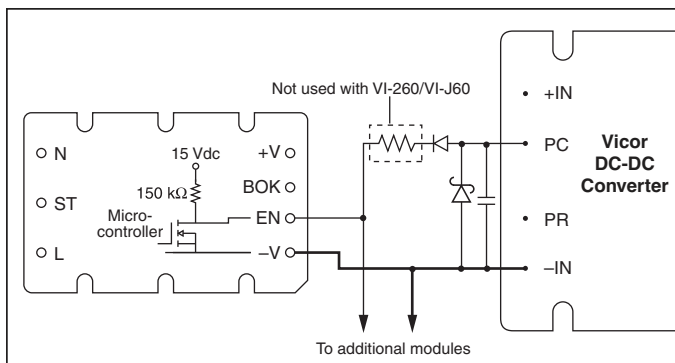 Not used with VI-260/VI-J60
N
ST
L
15 Vdc
150 kΩ
Micro-
controller
+V
BOK
EN
–V
+IN
PC
PR
–IN
Vicor
DC-DC
Converter
To additional modules